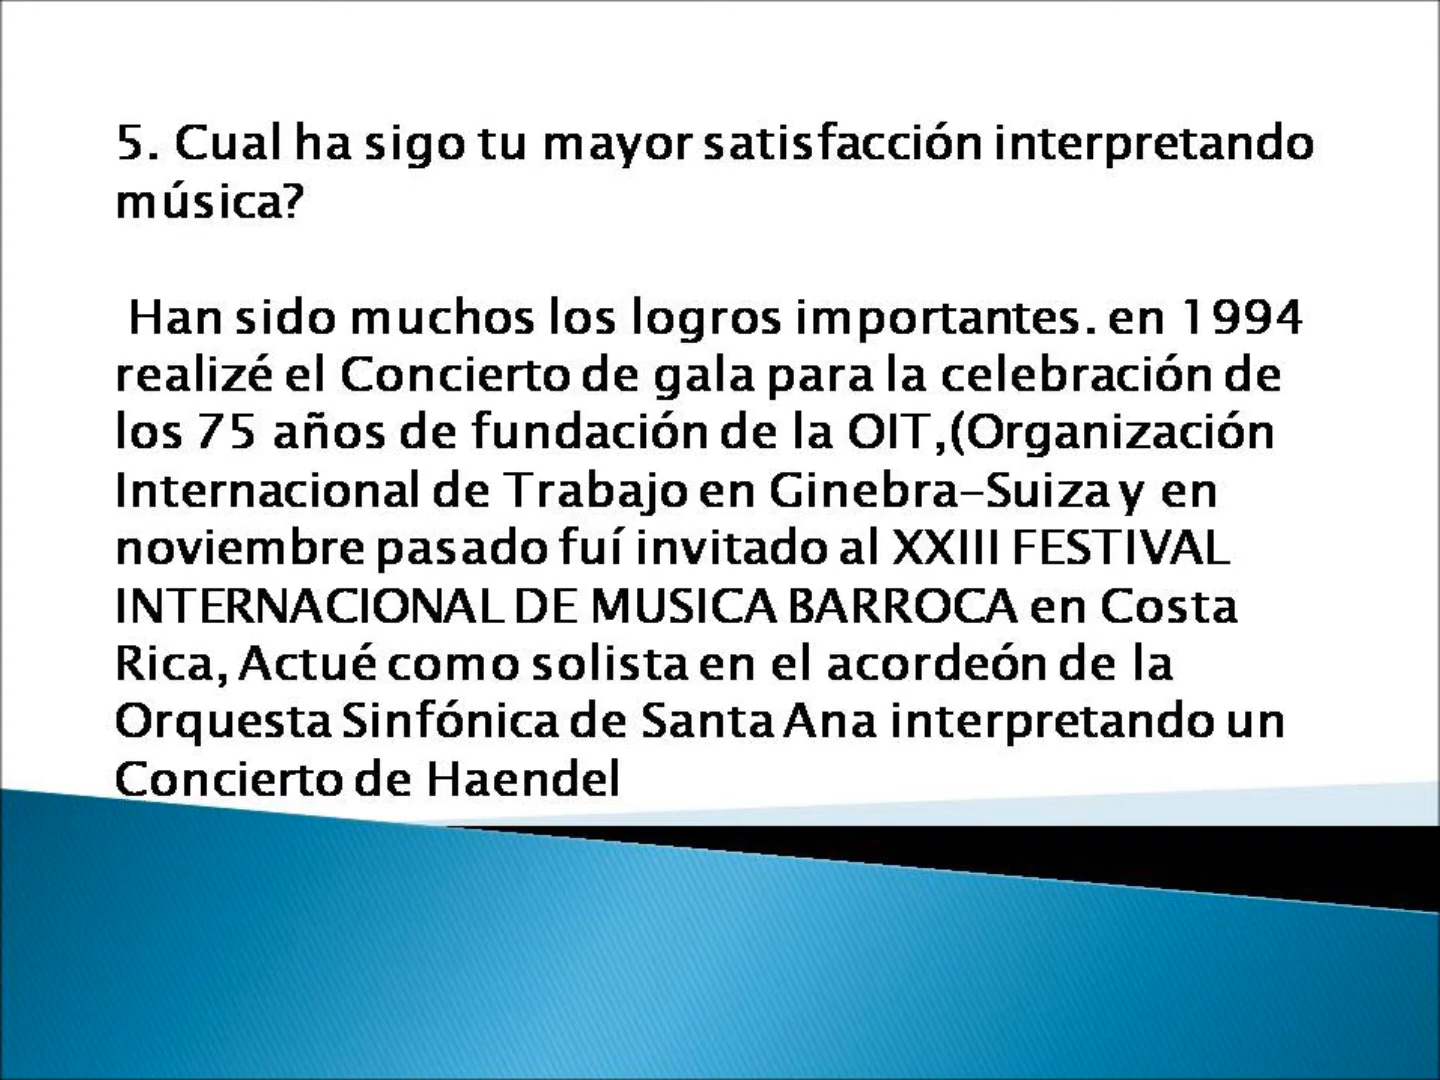 5. Cual ha sigo tu mayor satisfacción interpretando
música?
Han sido muchos los logros importantes. en 1994
realizé el Concierto de gala para la celebración de
los 75 años de fundación de la OIT,(Organización
Internacional de Trabajo en Ginebra-Suiza y en
noviembre pasado fuí invitado al XXIII FESTIVAL
INTERNACIONAL DE MUSICA BARROCA en Costa
Rica, Actué como solista en el acordeón de la
Orquesta Sinfónica de Santa Ana interpretando un
Concierto de Haendel